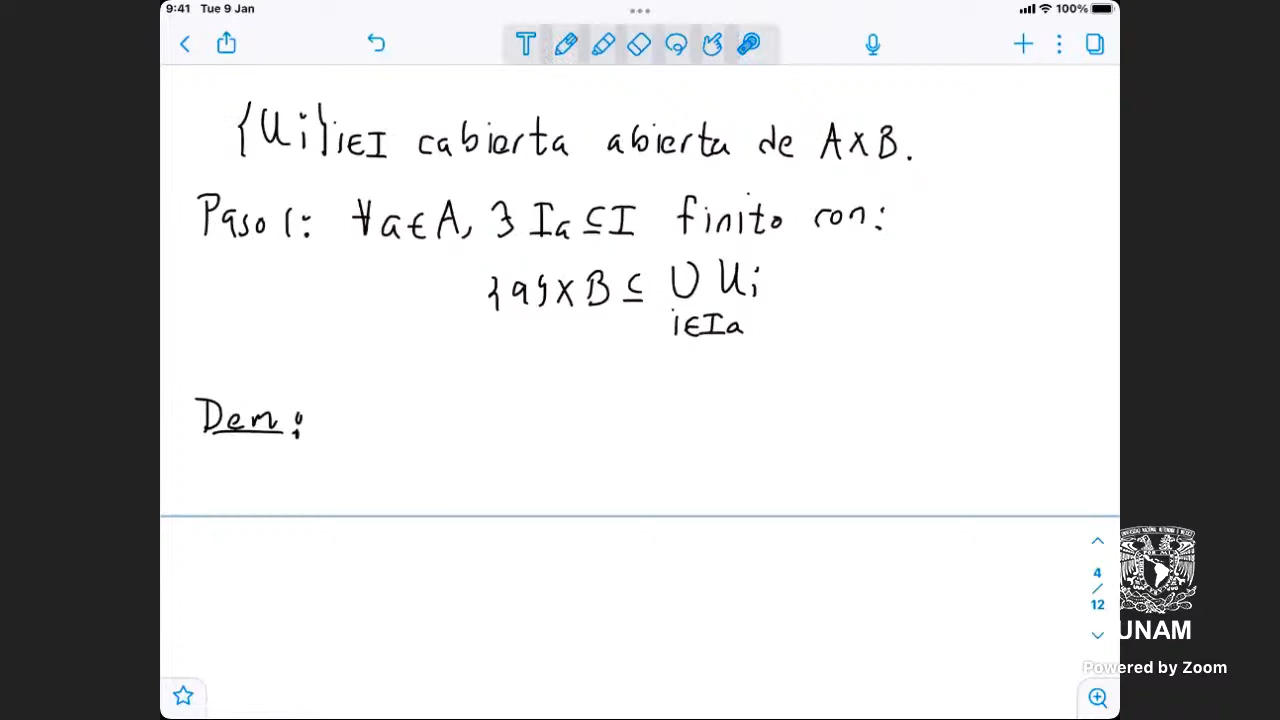 9:41 Tue 9 Jan
100%
{Ui}i∈I cabierta abierta de A×B.
Paso 1: ∀a∈A, ∃ Ia⊆I finito con:
{a}×B ⊆ ∪ Ui
i∈Ia
Dem:
4
/
12
UNAM
Powered by Zoom